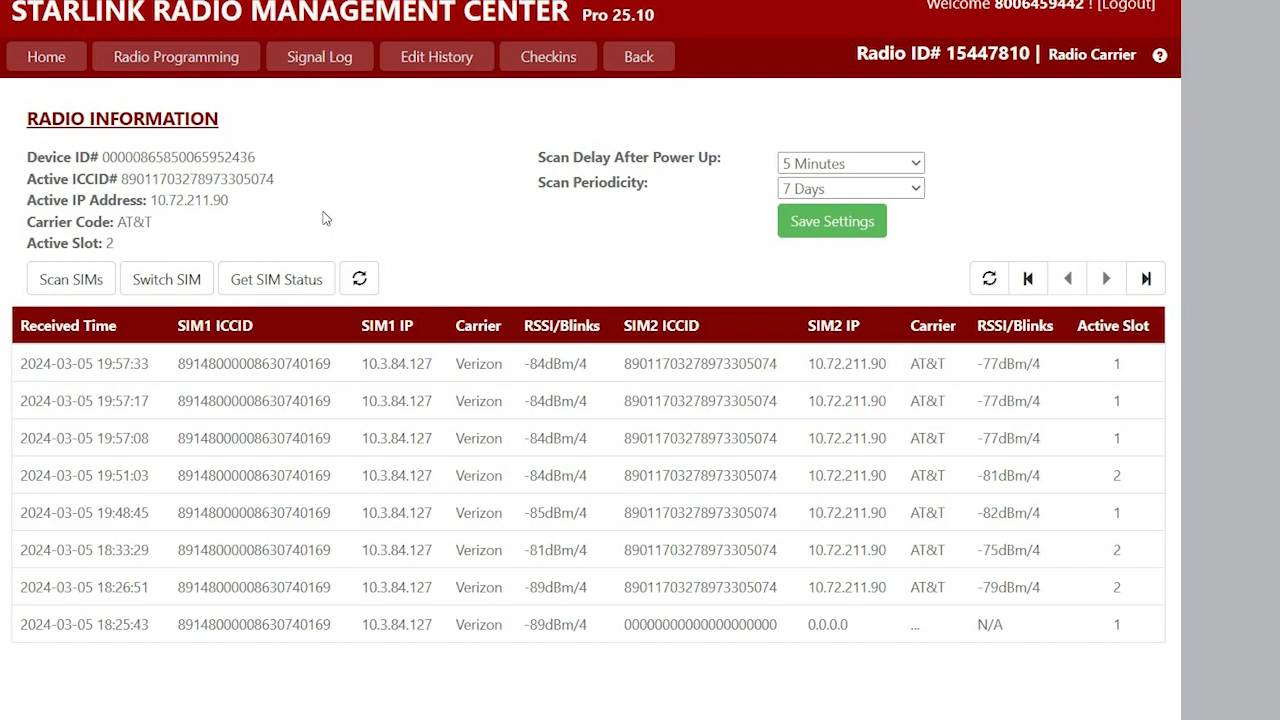 STARLINK RADIO MANAGEMENT CENTER Pro 25.10
Welcome 8006459442 ! [Logout]
Home Radio Programming Signal Log Edit History Checkins Back
Radio ID# 15447810 | Radio Carrier ?
RADIO INFORMATION
Device ID# 00000865850065952436
Active ICCID# 89011703278973305074
Active IP Address: 10.72.211.90
Carrier Code: AT&T
Active Slot: 2
Scan Delay After Power Up: 5 Minutes
Scan Periodicity: 7 Days
Save Settings
Scan SIMs Switch SIM Get SIM Status
Received Time SIM1 ICCID SIM1 IP Carrier RSSI/Blinks SIM2 ICCID SIM2 IP Carrier RSSI/Blinks Active Slot
2024-03-05 19:57:33 89148000008630740169 10.3.84.127 Verizon -84dBm/4 89011703278973305074 10.72.211.90 AT&T -77dBm/4 1
2024-03-05 19:57:17 89148000008630740169 10.3.84.127 Verizon -84dBm/4 89011703278973305074 10.72.211.90 AT&T -77dBm/4 1
2024-03-05 19:57:08 89148000008630740169 10.3.84.127 Verizon -84dBm/4 89011703278973305074 10.72.211.90 AT&T -77dBm/4 1
2024-03-05 19:51:03 89148000008630740169 10.3.84.127 Verizon -84dBm/4 89011703278973305074 10.72.211.90 AT&T -81dBm/4 2
2024-03-05 19:48:45 89148000008630740169 10.3.84.127 Verizon -85dBm/4 89011703278973305074 10.72.211.90 AT&T -82dBm/4 1
2024-03-05 18:33:29 89148000008630740169 10.3.84.127 Verizon -81dBm/4 89011703278973305074 10.72.211.90 AT&T -75dBm/4 2
2024-03-05 18:26:51 89148000008630740169 10.3.84.127 Verizon -89dBm/4 89011703278973305074 10.72.211.90 AT&T -79dBm/4 2
2024-03-05 18:25:43 89148000008630740169 10.3.84.127 Verizon -89dBm/4 00000000000000000000 0.0.0.0 ... N/A 1